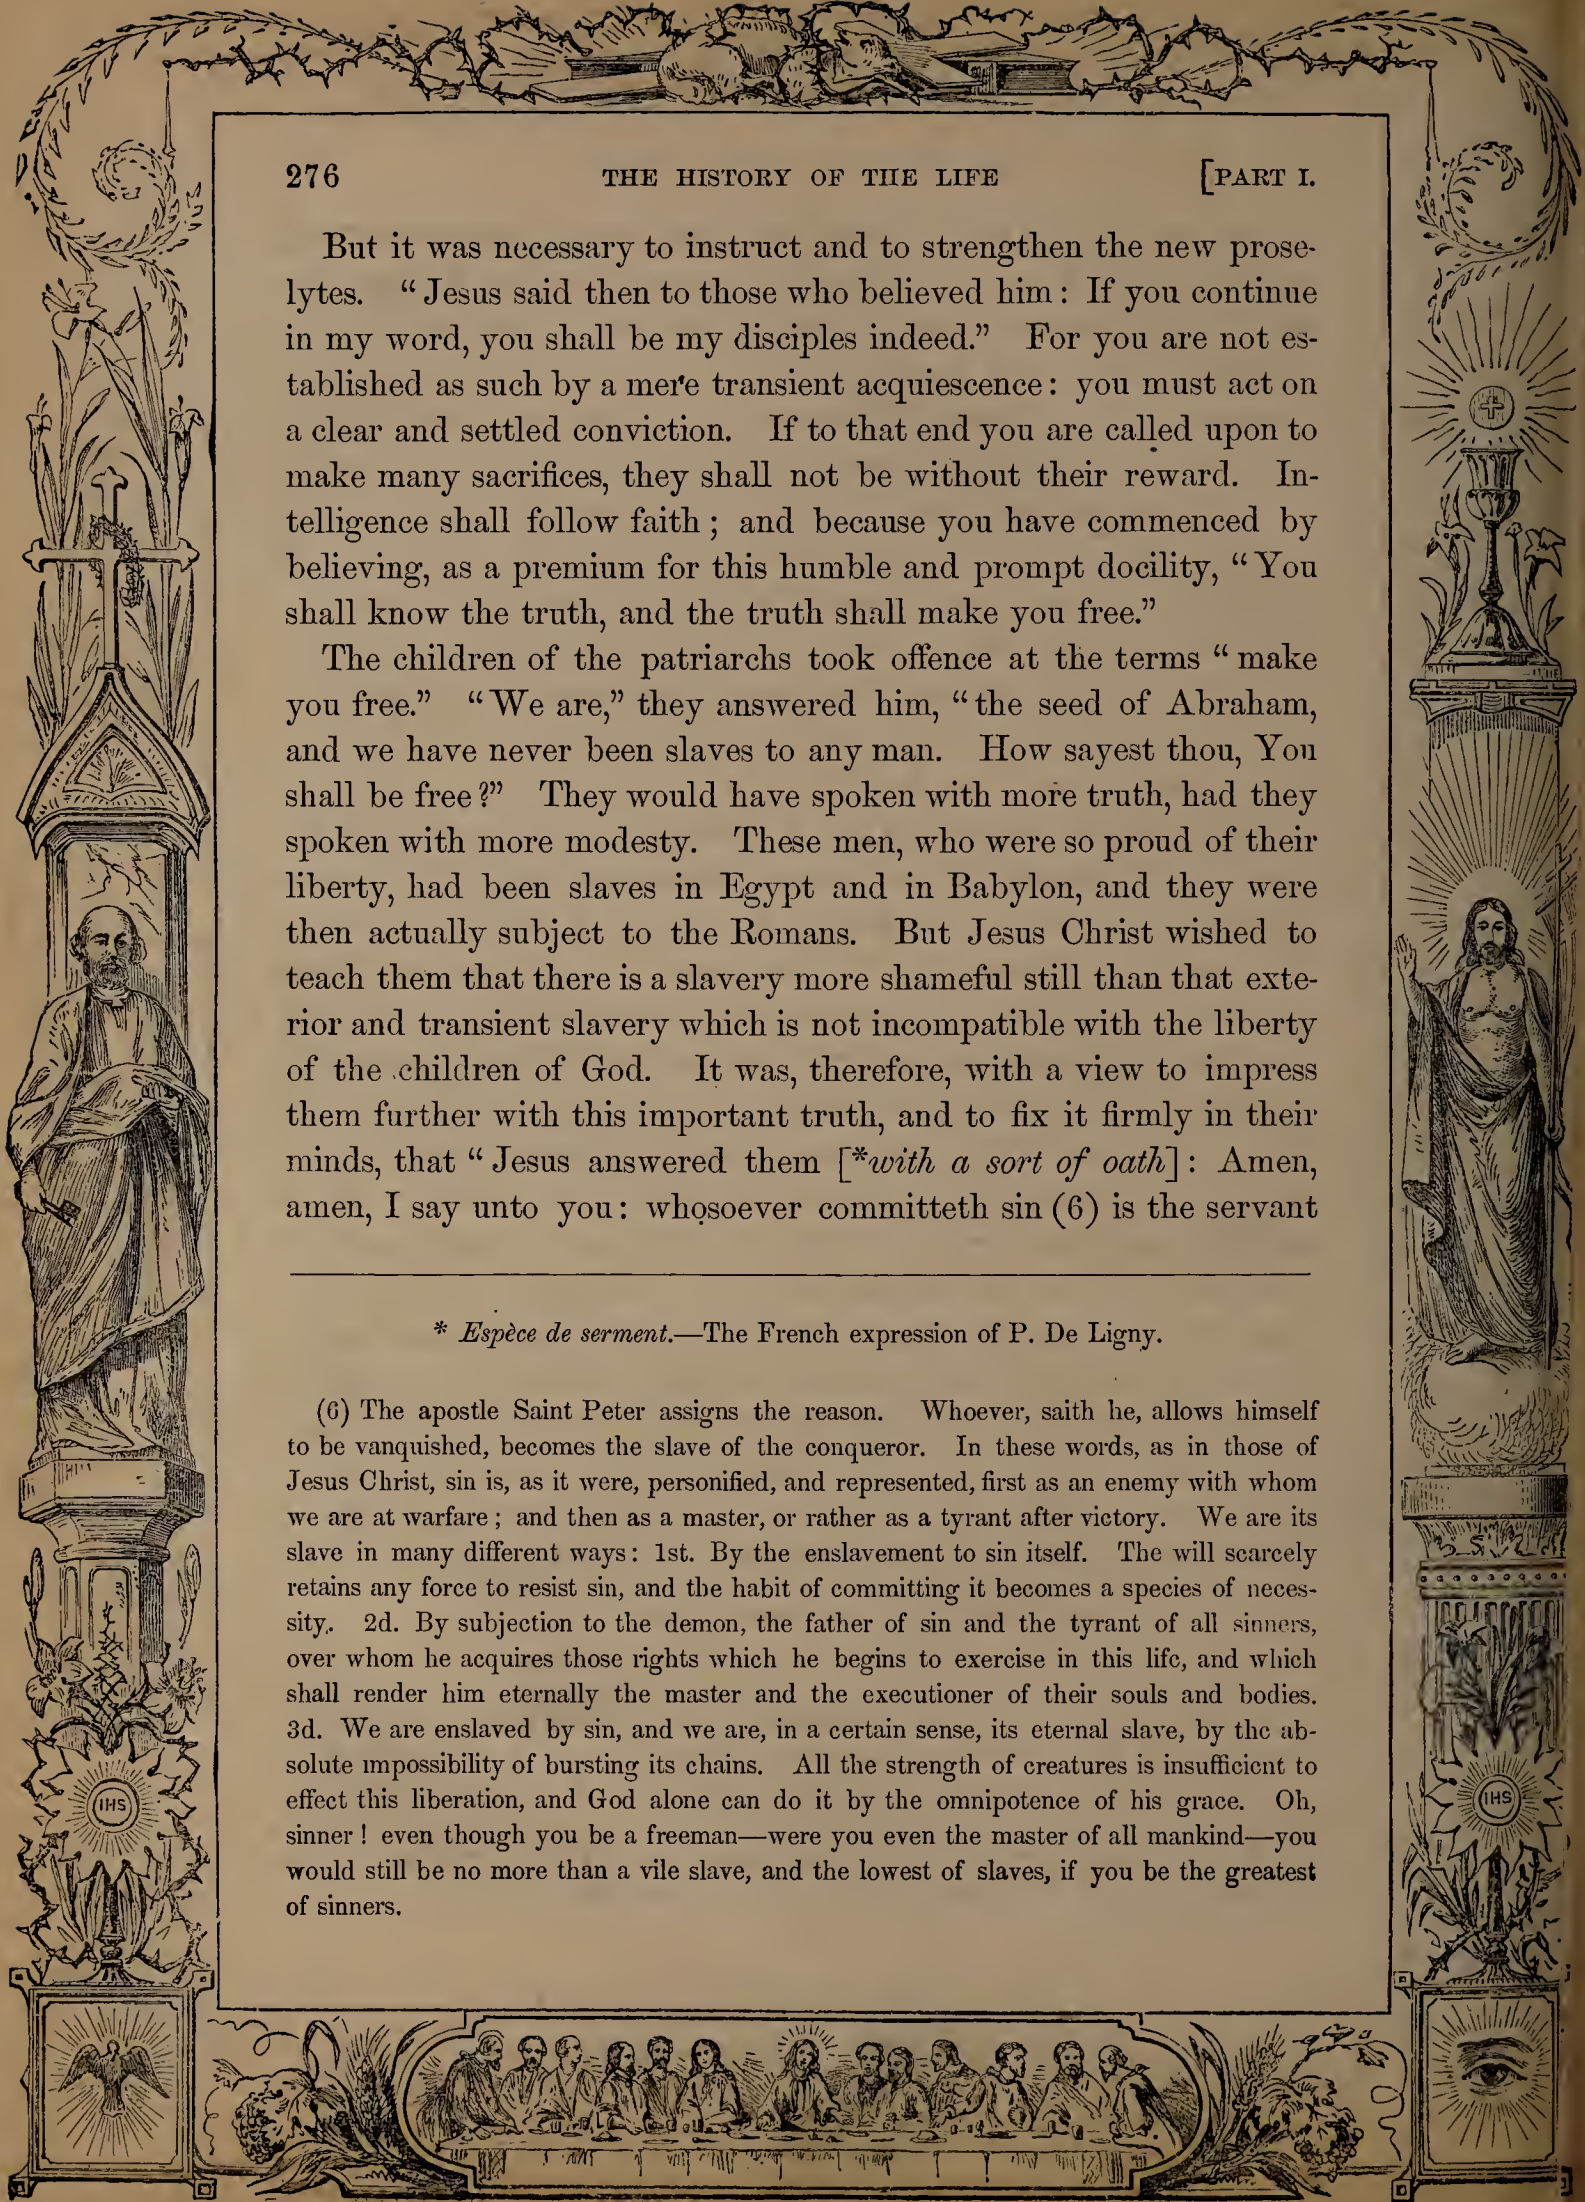 276 THE HISTORY OF THE LIFE [PART I.
But it was necessary to instruct and to strengthen the new prose-
lytes. “Jesus said then to those who believed him: If you continue
in my word, you shall be my disciples indeed.” For you are not es-
tablished as such by a mere transient acquiescence: you must act on
a clear and settled conviction. If to that end you are called upon to
make many sacrifices, they shall not be without their reward. In-
telligence shall follow faith; and because you have commenced by
believing, as a premium for this humble and prompt docility, “You
shall know the truth, and the truth shall make you free.”
The children of the patriarchs took offence at the terms “make
you free.” “We are,” they answered him, “the seed of Abraham,
and we have never been slaves to any man. How sayest thou, You
shall be free?” They would have spoken with more truth, had they
spoken with more modesty. These men, who were so proud of their
liberty, had been slaves in Egypt and in Babylon, and they were
then actually subject to the Romans. But Jesus Christ wished to
teach them that there is a slavery more shameful still than that exte-
rior and transient slavery which is not incompatible with the liberty
of the children of God. It was, therefore, with a view to impress
them further with this important truth, and to fix it firmly in their
minds, that “Jesus answered them [*with a sort of oath]: Amen,
amen, I say unto you: whosoever committeth sin (6) is the servant
* Espèce de serment.—The French expression of P. De Ligny.
(6) The apostle Saint Peter assigns the reason. Whoever, saith he, allows himself
to be vanquished, becomes the slave of the conqueror. In these words, as in those of
Jesus Christ, sin is, as it were, personified, and represented, first as an enemy with whom
we are at warfare; and then as a master, or rather as a tyrant after victory. We are its
slave in many different ways: 1st. By the enslavement to sin itself. The will scarcely
retains any force to resist sin, and the habit of committing it becomes a species of neces-
sity. 2d. By subjection to the demon, the father of sin and the tyrant of all sinners,
over whom he acquires those rights which he begins to exercise in this life, and which
shall render him eternally the master and the executioner of their souls and bodies.
3d. We are enslaved by sin, and we are, in a certain sense, its eternal slave, by the ab-
solute impossibility of bursting its chains. All the strength of creatures is insufficient to
effect this liberation, and God alone can do it by the omnipotence of his grace. Oh,
sinner! even though you be a freeman—were you even the master of all mankind—you
would still be no more than a vile slave, and the lowest of slaves, if you be the greatest
of sinners.
IHS
IHS